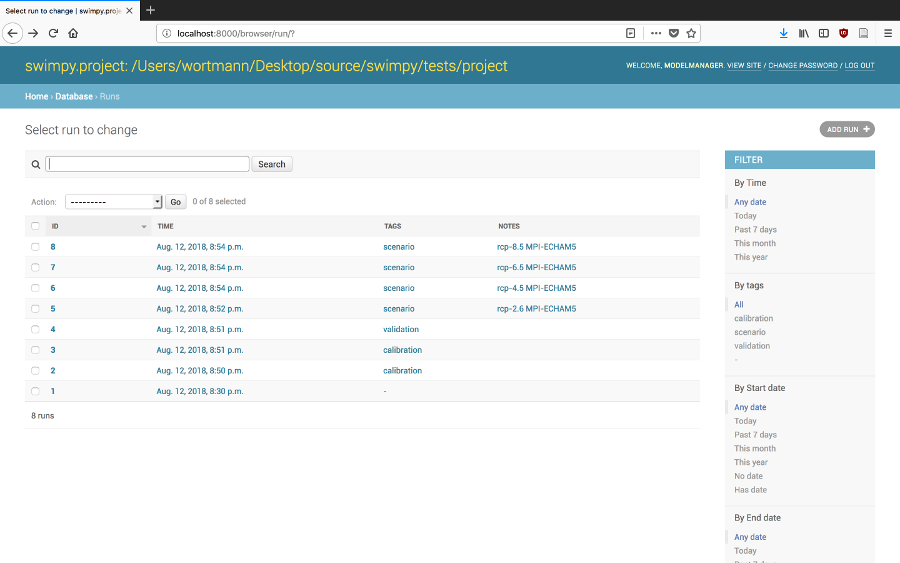 Select run to change | swimpy.proje
localhost:8000/browser/run/?
swimpy.project: /Users/wortmann/Desktop/source/swimpy/tests/project
WELCOME, MODELMANAGER. VIEW SITE / CHANGE PASSWORD / LOG OUT
Home › Database › Runs
Select run to change
ADD RUN +
Search
Action: --------- Go 0 of 8 selected
ID TIME TAGS NOTES
8 Aug. 12, 2018, 8:54 p.m. scenario rcp-8.5 MPI-ECHAM5
7 Aug. 12, 2018, 8:54 p.m. scenario rcp-6.5 MPI-ECHAM5
6 Aug. 12, 2018, 8:54 p.m. scenario rcp-4.5 MPI-ECHAM5
5 Aug. 12, 2018, 8:52 p.m. scenario rcp-2.6 MPI-ECHAM5
4 Aug. 12, 2018, 8:51 p.m. validation
3 Aug. 12, 2018, 8:51 p.m. calibration
2 Aug. 12, 2018, 8:50 p.m. calibration
1 Aug. 12, 2018, 8:30 p.m. -
8 runs
FILTER
By Time
Any date
Today
Past 7 days
This month
This year
By tags
All
calibration
scenario
validation
-
By Start date
Any date
Today
Past 7 days
This month
This year
No date
Has date
By End date
Any date
Today